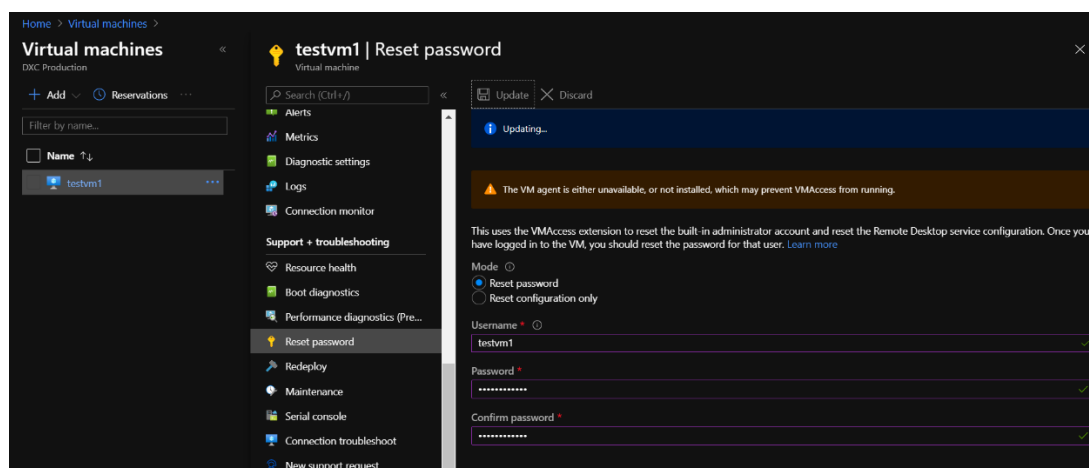 Home > Virtual machines >
Virtual machines «
DXC Production
+ Add Reservations ...
Filter by name...
Name ↑↓
testvm1 ...
testvm1 | Reset password
Virtual machine
Search (Ctrl+/) «
Alerts
Metrics
Diagnostic settings
Logs
Connection monitor
Support + troubleshooting
Resource health
Boot diagnostics
Performance diagnostics (Pre...
Reset password
Redeploy
Maintenance
Serial console
Connection troubleshoot
New support request
Update Discard
Updating...
The VM agent is either unavailable, or not installed, which may prevent VMAccess from running.
This uses the VMAccess extension to reset the built-in administrator account and reset the Remote Desktop service configuration. Once you
have logged in to the VM, you should reset the password for that user. Learn more
Mode
Reset password
Reset configuration only
Username *
testvm1
Password *
••••••••••••
Confirm password *
••••••••••••